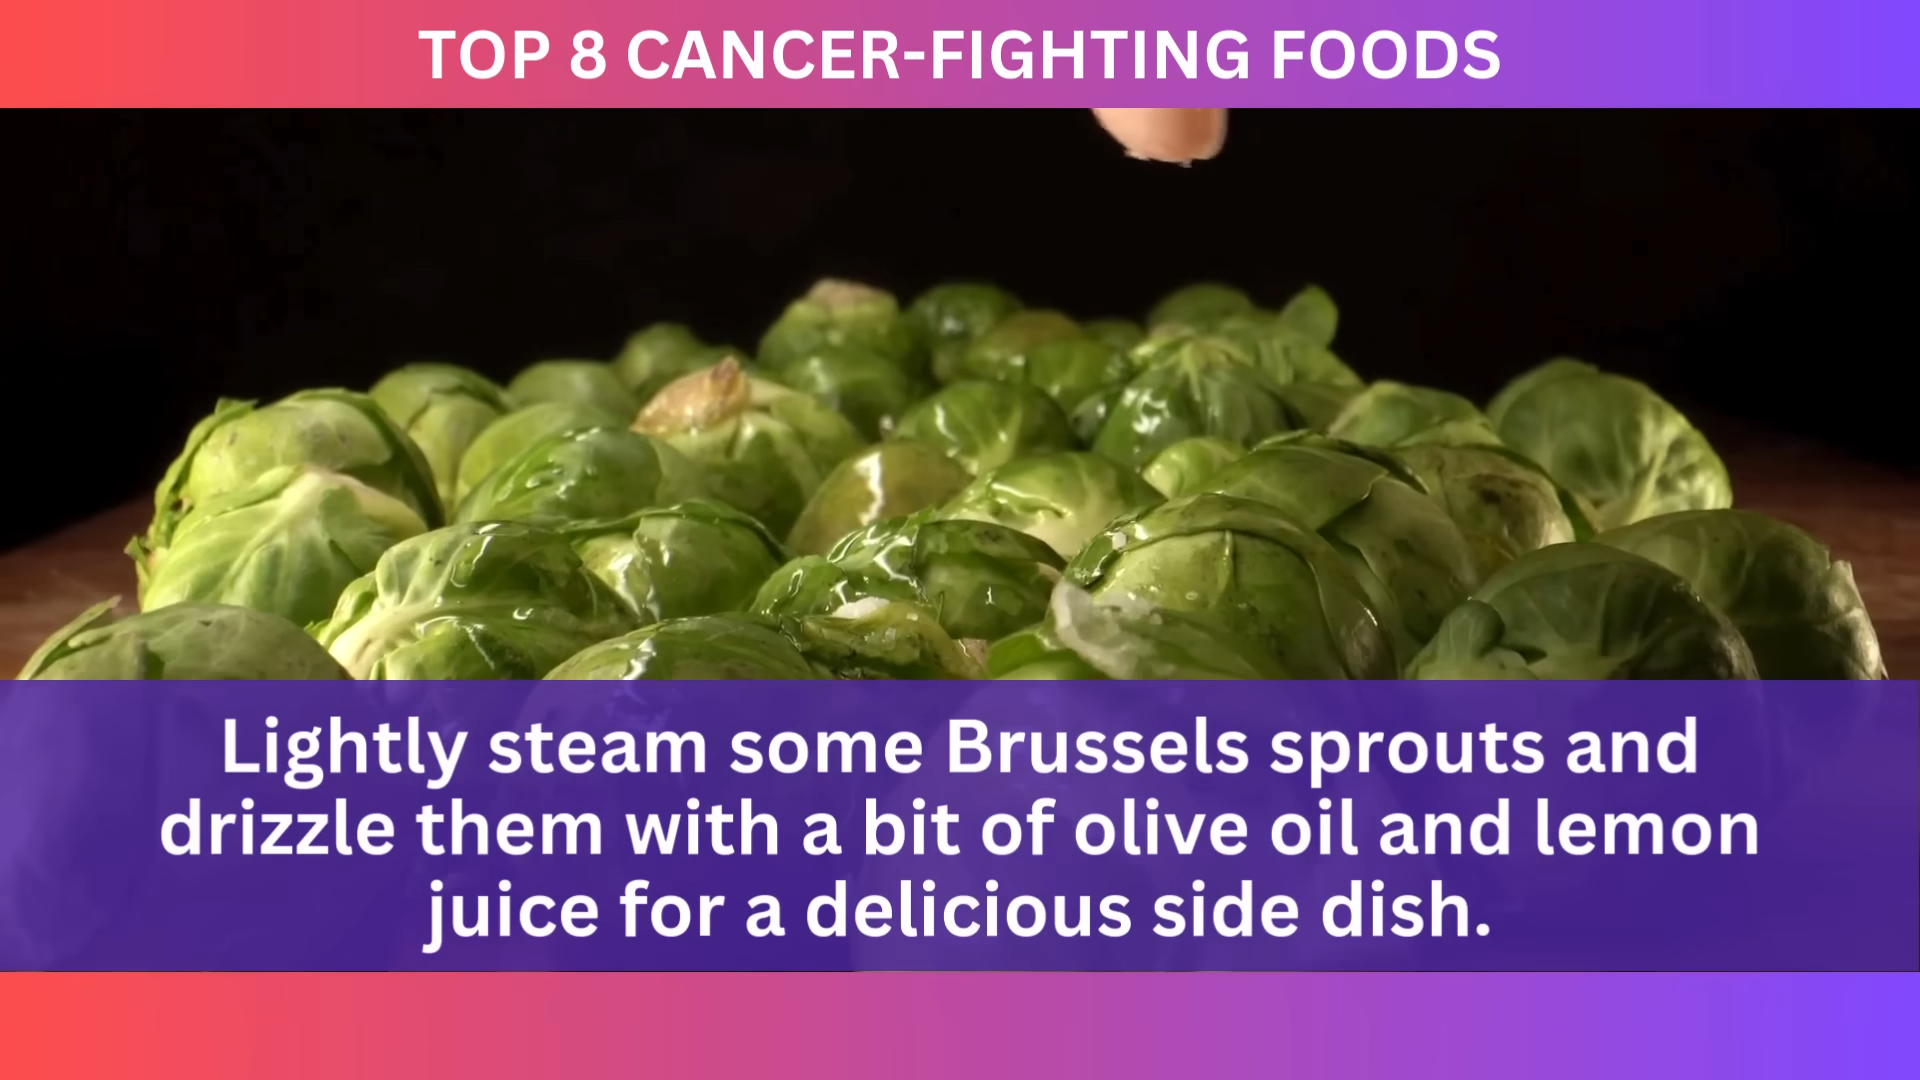 TOP 8 CANCER-FIGHTING FOODS
Lightly steam some Brussels sprouts and
drizzle them with a bit of olive oil and lemon
juice for a delicious side dish.